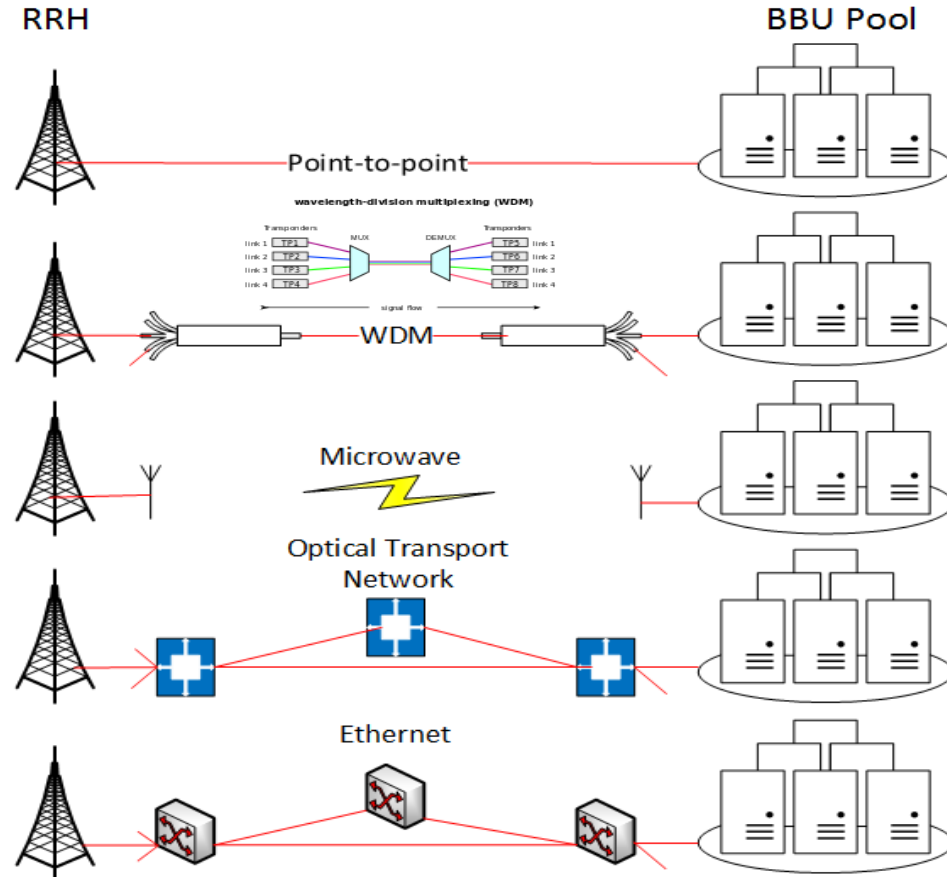 RRH
BBU Pool
Point-to-point
wavelength-division multiplexing (WDM)
Transponders
Transponders
MUX
DEMUX
link 1 TP1
TP5 link 1
link 2 TP2
TP6 link 2
link 3 TP3
TP7 link 3
link 4 TP4
TP8 link 4
signal flow
WDM
Microwave
Optical Transport
Network
Ethernet